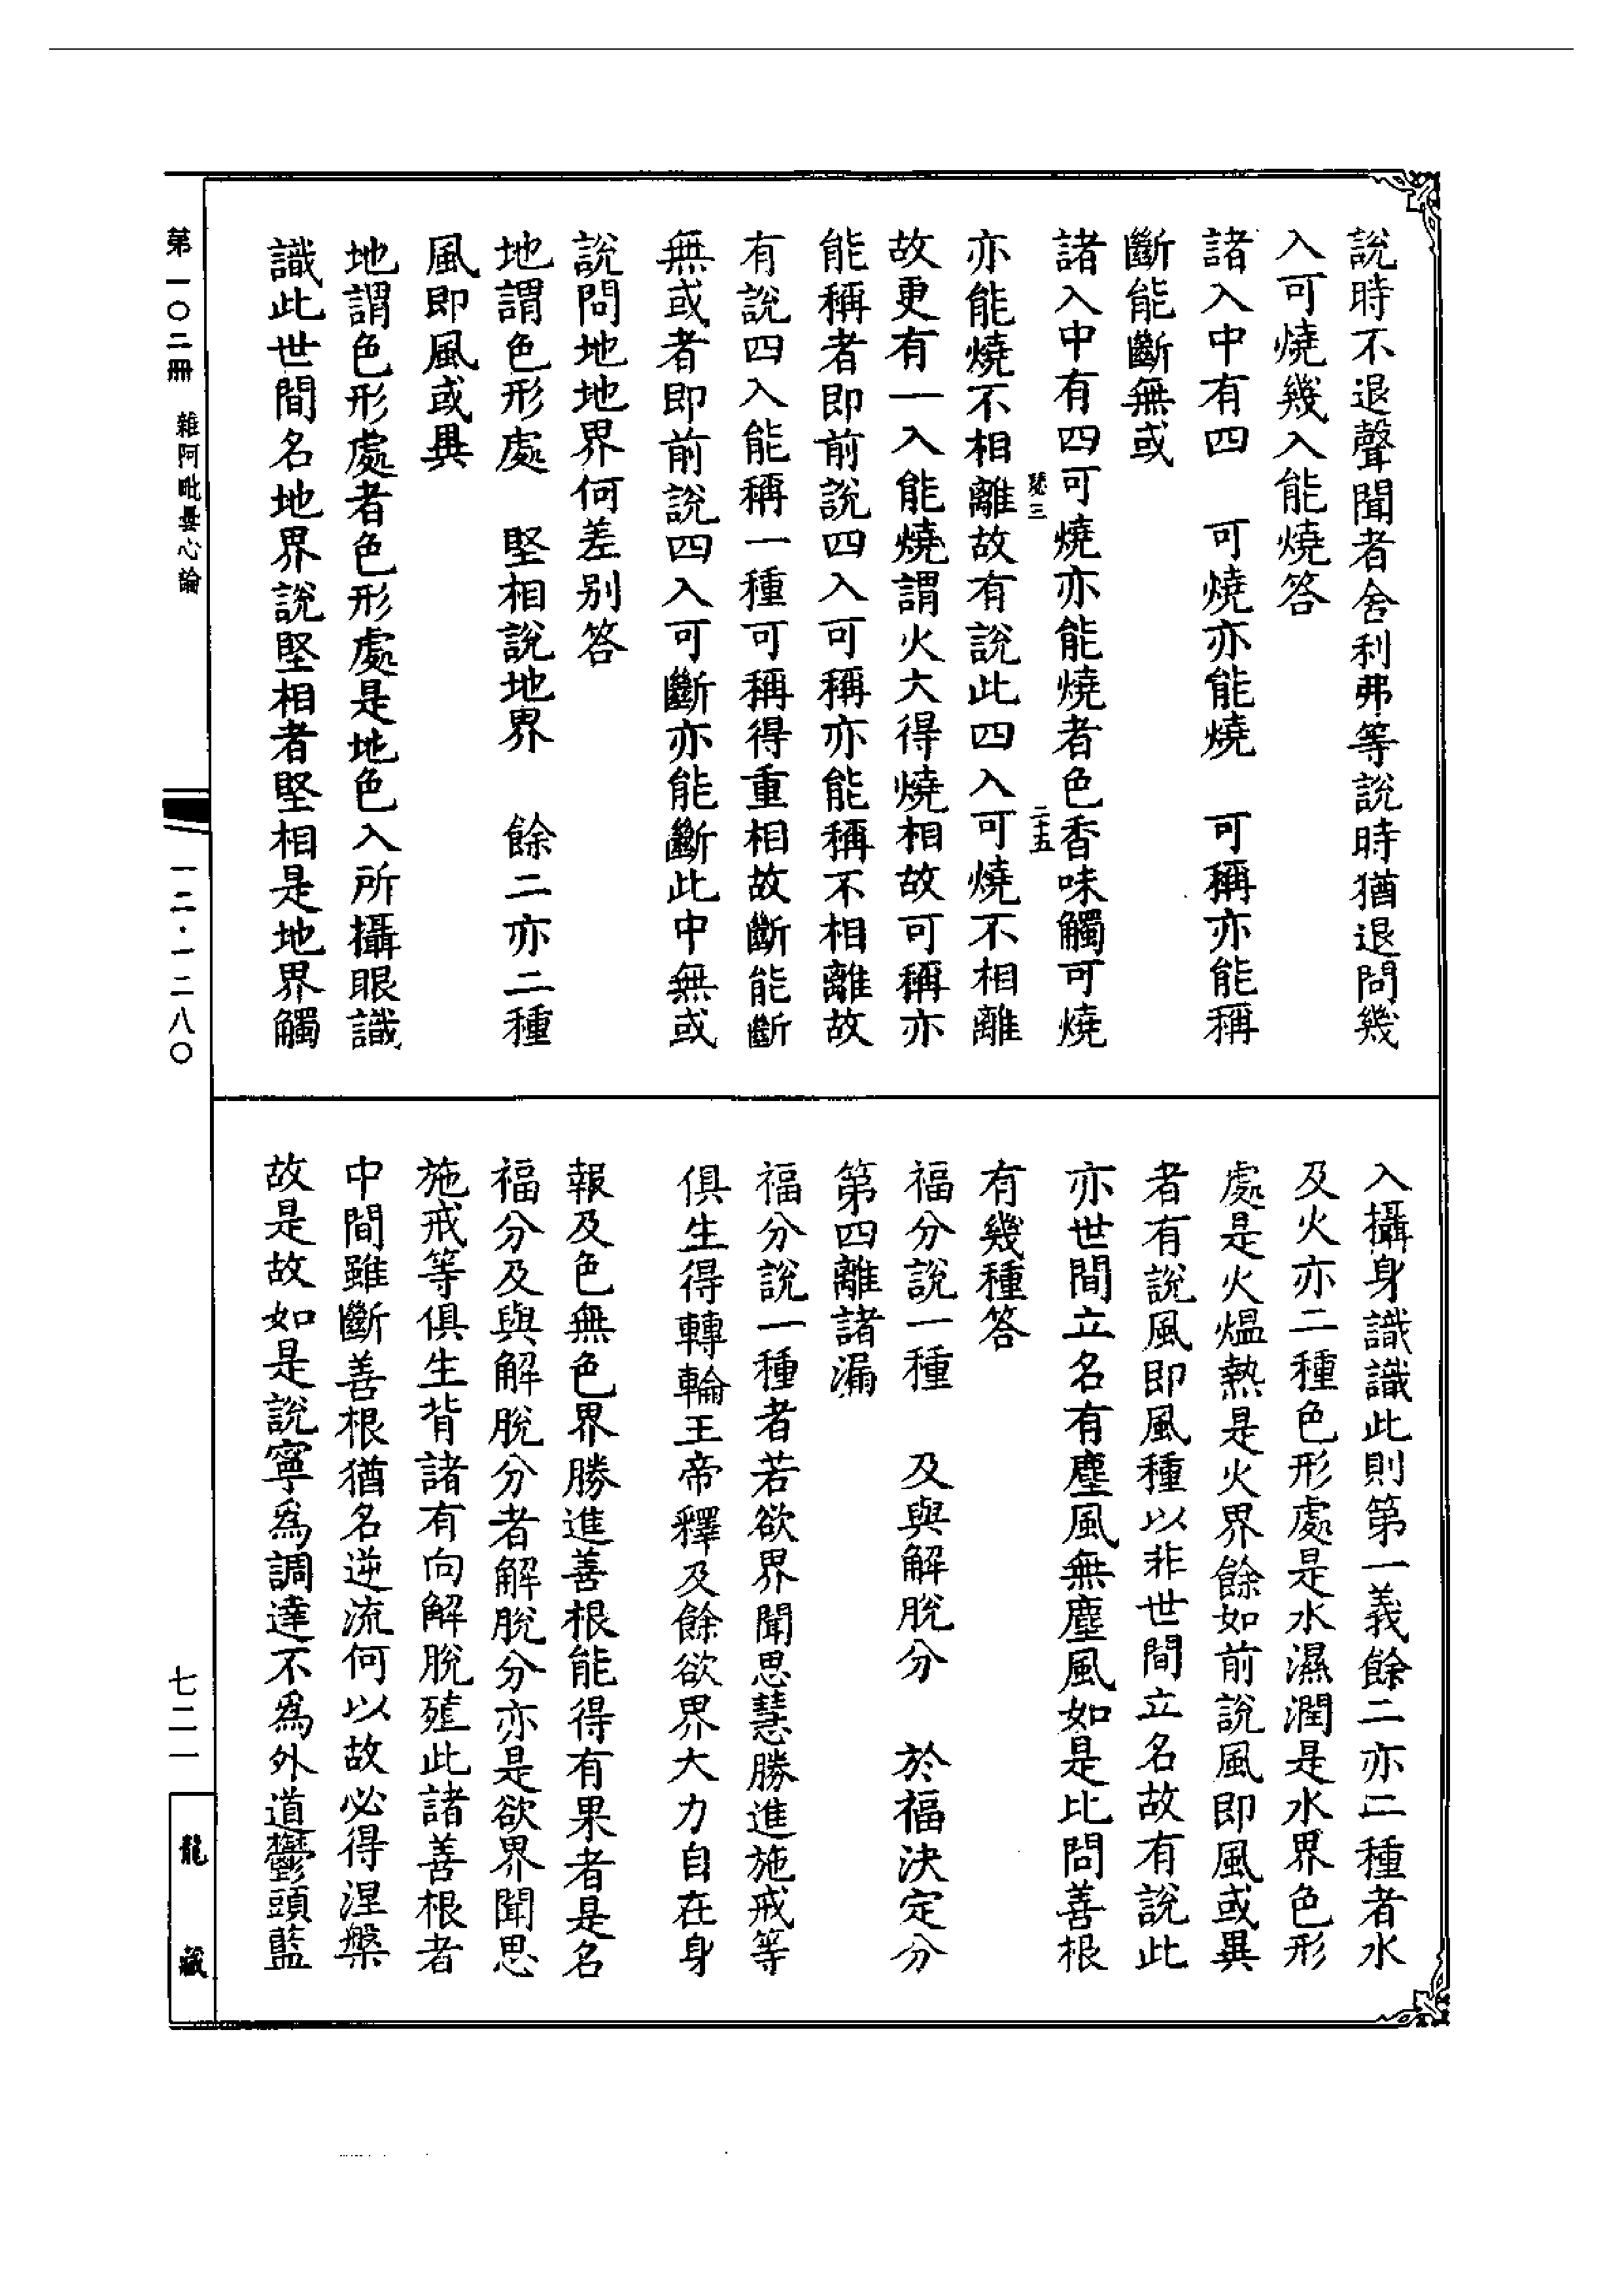 說時不退聲聞者舍利弗等說時猶退問幾
入可燒幾入能燒答
諸入中有四　可燒亦能燒　可稱亦能稱
斷能斷無或
諸入中有四可燒亦能燒者色香味觸可燒
二十五
亦能燒不相離故有說此四入可燒不相離
故更有一入能燒謂火大得燒相故可稱亦
能稱者即前說四入可稱亦能稱不相離故
有說四入能稱一種可稱得重相故斷能斷
無或者即前說四入可斷亦能斷此中無或
說問地地界何差别答
地謂色形處　堅相說地界　餘二亦二種
風即風或異
地謂色形處者色形處是地色入所攝眼識
識此世間名地界說堅相者堅相是地界觸
入攝身識識此則第一義餘二亦二種者水
及火亦二種色形處是水濕潤是水界色形
處是火熅熱是火界餘如前說風即風或異
者有說風即風種以非世間立名故有說此
亦世間立名有塵風無塵風如是比問善根
有幾種答
福分說一種　及與解脫分　於福決定分
第四離諸漏
福分說一種者若欲界聞思慧勝進施戒等
俱生得轉輪王帝釋及餘欲界大力自在身
報及色無色界勝進善根能得有果者是名
福分及與解脫分者解脫分亦是欲界聞思
施戒等俱生背諸有向解脫殖此諸善根者
中間雖斷善根猶名逆流何以故必得涅槃
故是故如是說寧爲調達不爲外道鬱頭藍
第一〇二冊　雜阿毗曇心論
一二·一二八〇
七二一
龍藏